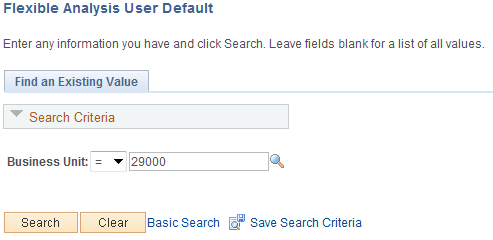 Flexible Analysis User Default
Enter any information you have and click Search. Leave fields blank for a list of all values.
Find an Existing Value
Search Criteria
Business Unit: = 29000
Search Clear Basic Search Save Search Criteria